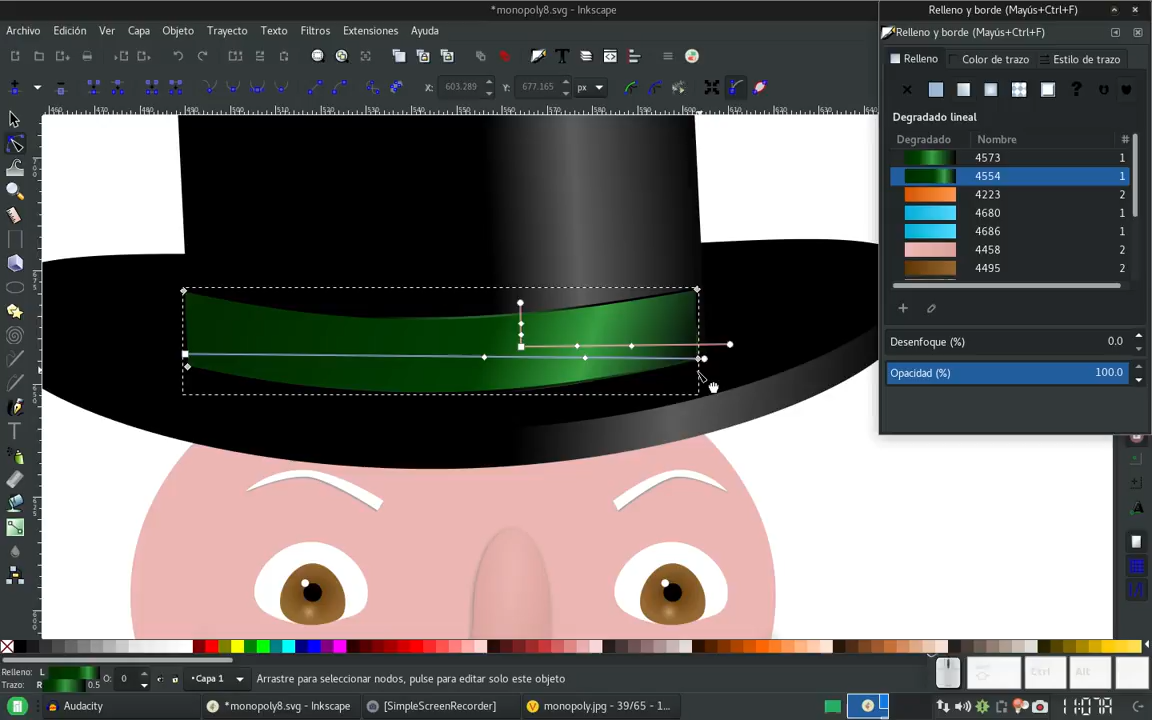 *monopoly8.svg - Inkscape
Relleno y borde (Mayús+Ctrl+F)
Archivo Edición Ver Capa Objeto Trayecto Texto Filtros Extensiones Ayuda
Relleno y borde (Mayús+Ctrl+F)
Relleno Color de trazo Estilo de trazo
X: 603.289 Y: 677.165 px
Degradado lineal
Degradado Nombre #
4573 1
4554 1
4223 2
4680 1
4686 1
4458 2
4495 2
Desenfoque (%) 0.0
Opacidad (%) 100.0
Relleno: L
Trazo: R 0.5
O: 0
•Capa 1
Arrastre para seleccionar nodos, pulse para editar solo este objeto
Ctrl Alt
Audacity
*monopoly8.svg - Inkscape
[SimpleScreenRecorder]
monopoly.jpg - 39/65 - 1...